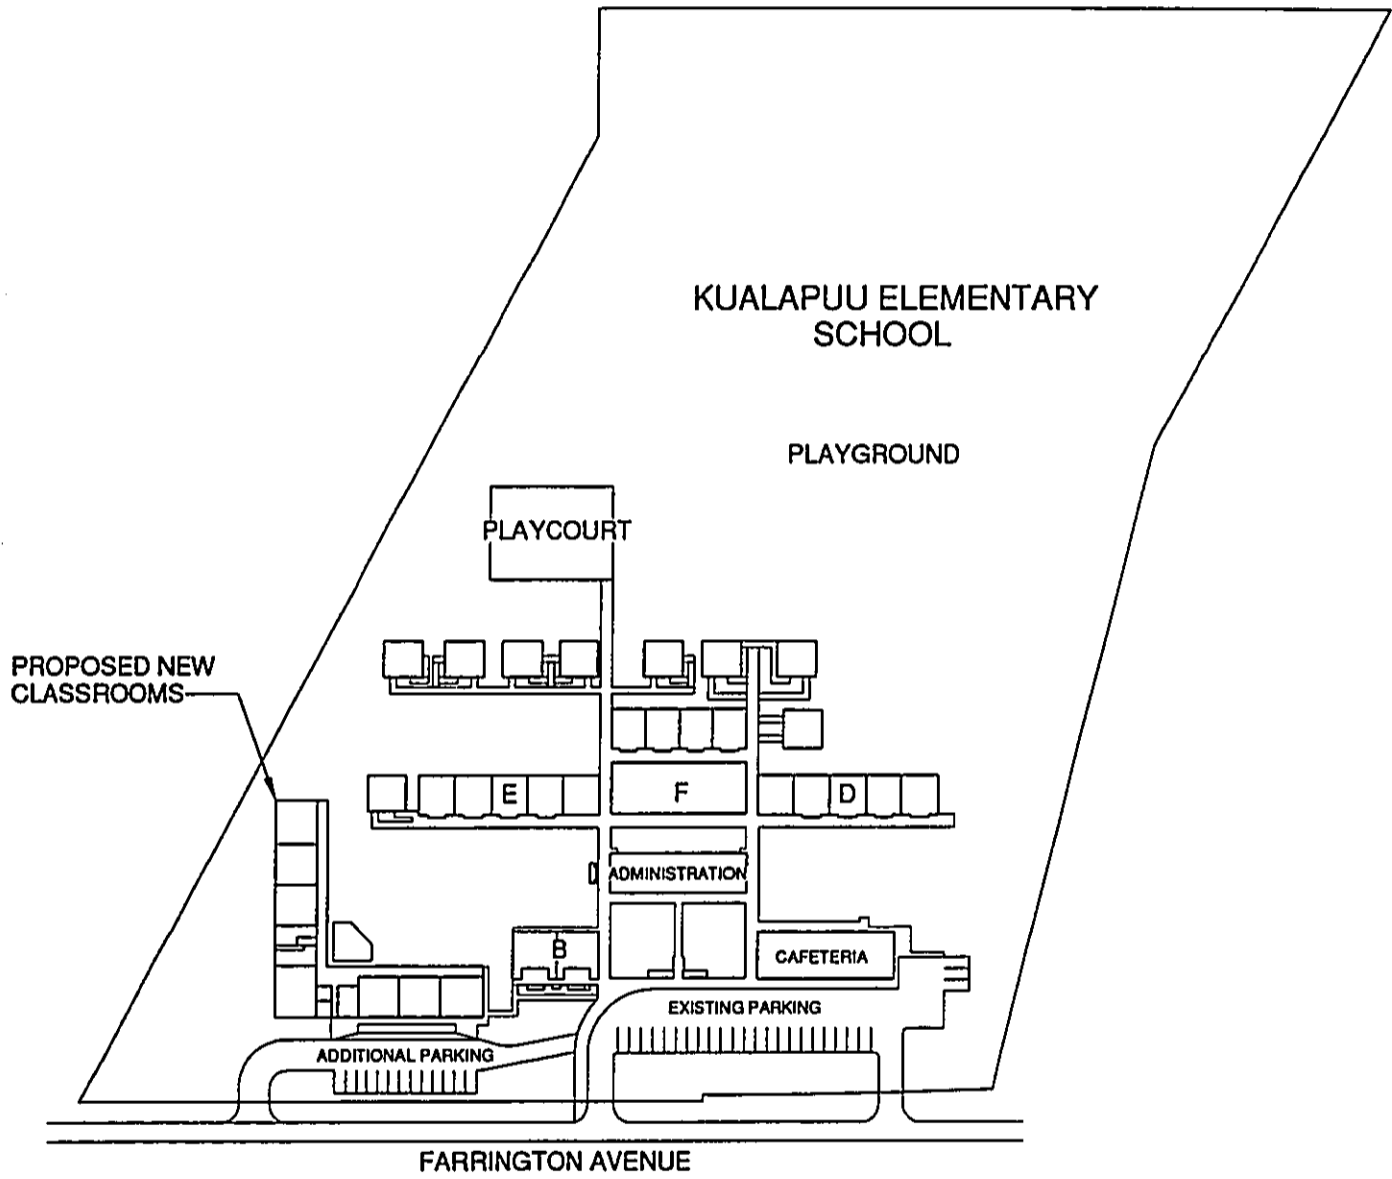 KUALAPUU ELEMENTARY
SCHOOL
PLAYGROUND
PLAYCOURT
PROPOSED NEW
CLASSROOMS
E
F
D
ADMINISTRATION
B
CAFETERIA
EXISTING PARKING
ADDITIONAL PARKING
FARRINGTON AVENUE